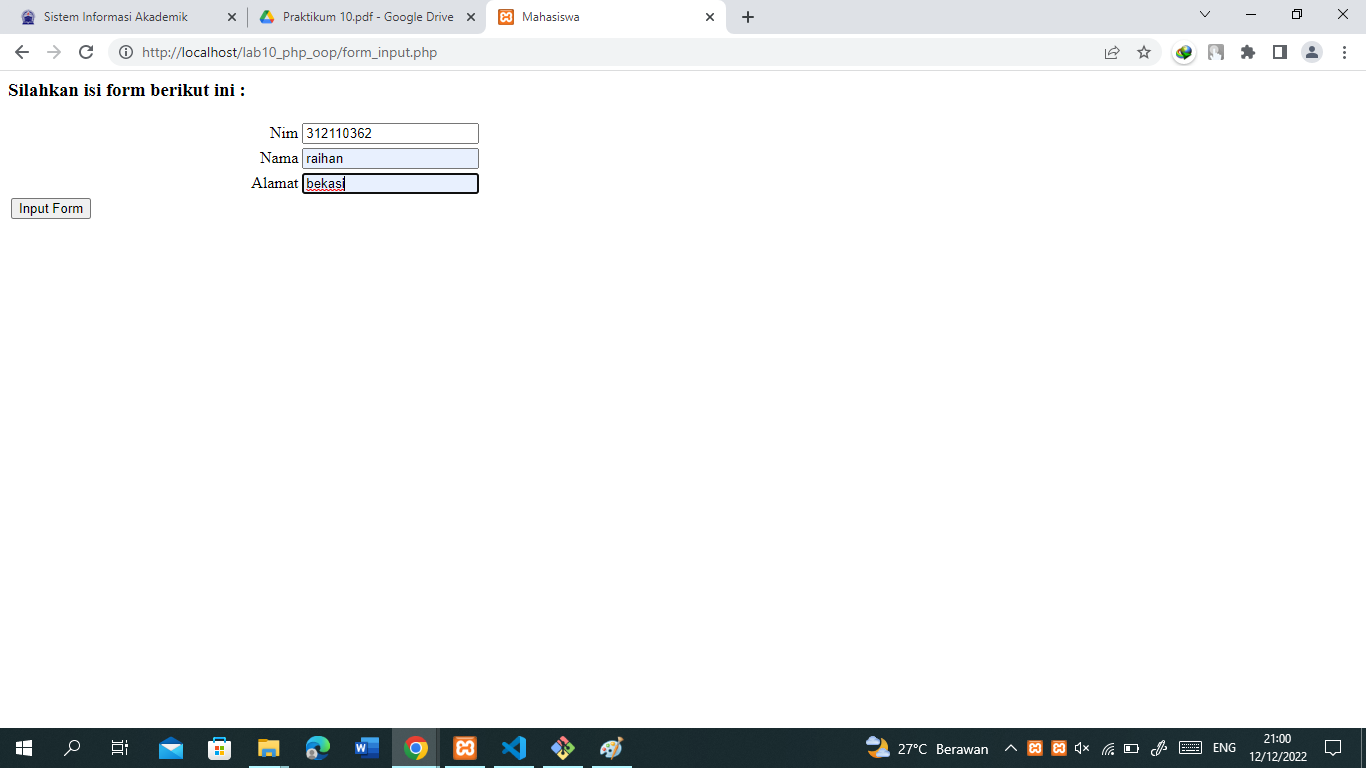 Sistem Informasi Akademik
Praktikum 10.pdf - Google Drive
Mahasiswa
http://localhost/lab10_php_oop/form_input.php
Silahkan isi form berikut ini :
Nim 312110362
Nama raihan
Alamat bekasi
Input Form
27°C Berawan
ENG
21:00
12/12/2022